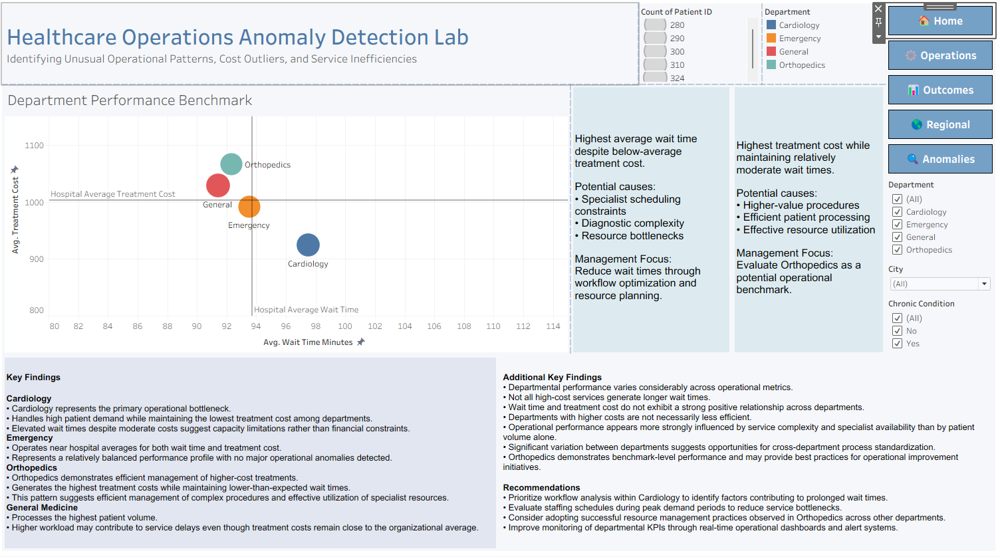 Healthcare Operations Anomaly Detection Lab
Identifying Unusual Operational Patterns, Cost Outliers, and Service Inefficiencies
Count of Patient ID
280
290
300
310
324
Department
Cardiology
Emergency
General
Orthopedics
Home
Operations
Outcomes
Regional
Anomalies
Department Performance Benchmark
Avg. Treatment Cost
1100
1000
900
800
Orthopedics
Hospital Average Treatment Cost
General
Emergency
Cardiology
Hospital Average Wait Time
80 82 84 86 88 90 92 94 96 98 100 102 104 106 108 110 112 114
Avg. Wait Time Minutes
Highest average wait time
despite below-average
treatment cost.
Potential causes:
• Specialist scheduling
constraints
• Diagnostic complexity
• Resource bottlenecks
Management Focus:
Reduce wait times through
workflow optimization and
resource planning.
Highest treatment cost while
maintaining relatively
moderate wait times.
Potential causes:
• Higher-value procedures
• Efficient patient processing
• Effective resource utilization
Management Focus:
Evaluate Orthopedics as a
potential operational
benchmark.
Department
(All)
Cardiology
Emergency
General
Orthopedics
City
(All)
Chronic Condition
(All)
No
Yes
Key Findings
Cardiology
• Cardiology represents the primary operational bottleneck.
• Handles high patient demand while maintaining the lowest treatment cost among departments.
• Elevated wait times despite moderate costs suggest capacity limitations rather than financial constraints.
Emergency
• Operates near hospital averages for both wait time and treatment cost.
• Represents a relatively balanced performance profile with no major operational anomalies detected.
Orthopedics
• Orthopedics demonstrates efficient management of higher-cost treatments.
• Generates the highest treatment costs while maintaining lower-than-expected wait times.
• This pattern suggests efficient management of complex procedures and effective utilization of specialist resources.
General Medicine
• Processes the highest patient volume.
• Higher workload may contribute to service delays even though treatment costs remain close to the organizational average.
Additional Key Findings
• Departmental performance varies considerably across operational metrics.
• Not all high-cost services generate longer wait times.
• Wait time and treatment cost do not exhibit a strong positive relationship across departments.
• Departments with higher costs are not necessarily less efficient.
• Operational performance appears more strongly influenced by service complexity and specialist availability than by patient
volume alone.
• Significant variation between departments suggests opportunities for cross-department process standardization.
• Orthopedics demonstrates benchmark-level performance and may provide best practices for operational improvement
initiatives.
Recommendations
• Prioritize workflow analysis within Cardiology to identify factors contributing to prolonged wait times.
• Evaluate staffing schedules during peak demand periods to reduce service bottlenecks.
• Consider adopting successful resource management practices observed in Orthopedics across other departments.
• Improve monitoring of departmental KPIs through real-time operational dashboards and alert systems.